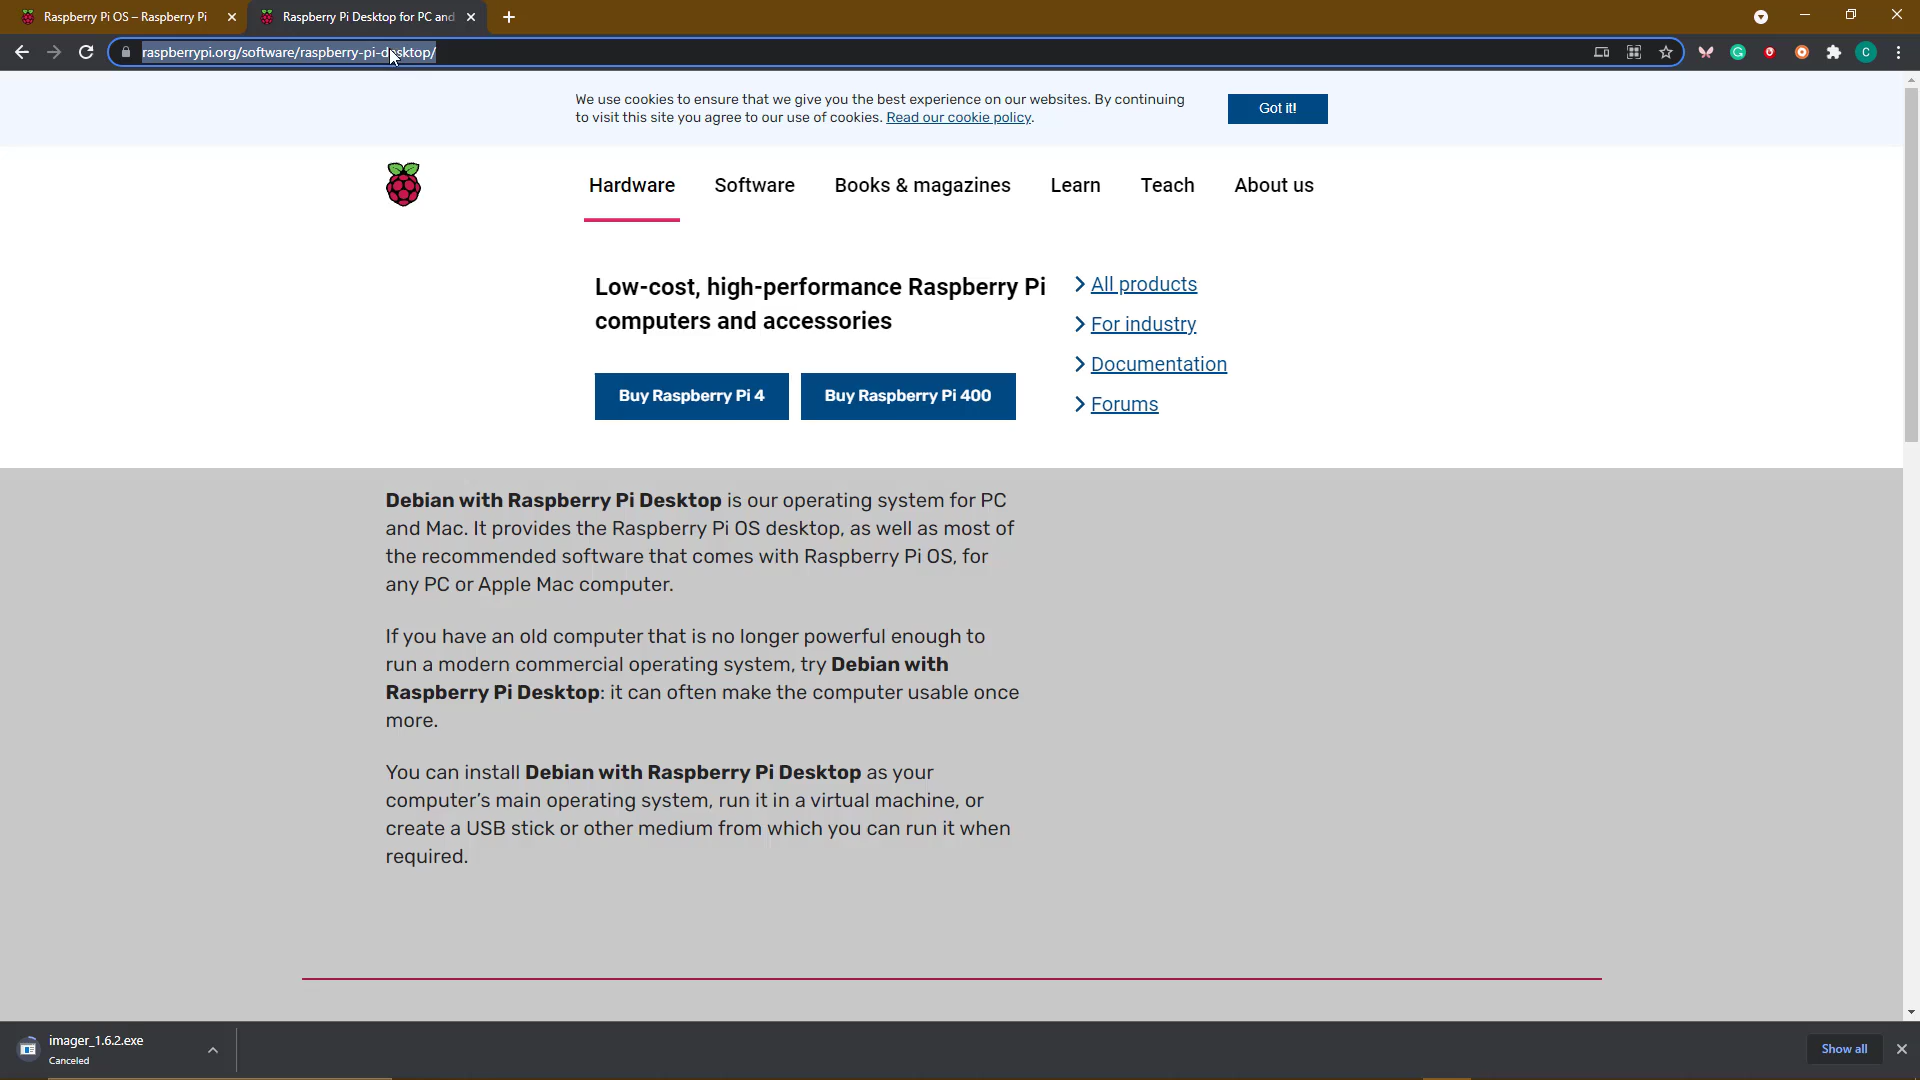 Raspberry Pi OS – Raspberry Pi
Raspberry Pi Desktop for PC and
raspberrypi.org/software/raspberry-pi-desktop/
C
We use cookies to ensure that we give you the best experience on our websites. By continuing
to visit this site you agree to our use of cookies. Read our cookie policy.
Got it!
Hardware
Software
Books & magazines
Learn
Teach
About us
Low-cost, high-performance Raspberry Pi
computers and accessories
Buy Raspberry Pi 4
Buy Raspberry Pi 400
All products
For industry
Documentation
Forums
Debian with Raspberry Pi Desktop is our operating system for PC
and Mac. It provides the Raspberry Pi OS desktop, as well as most of
the recommended software that comes with Raspberry Pi OS, for
any PC or Apple Mac computer.
If you have an old computer that is no longer powerful enough to
run a modern commercial operating system, try Debian with
Raspberry Pi Desktop: it can often make the computer usable once
more.
You can install Debian with Raspberry Pi Desktop as your
computer’s main operating system, run it in a virtual machine, or
create a USB stick or other medium from which you can run it when
required.
imager_1.6.2.exe
Canceled
Show all